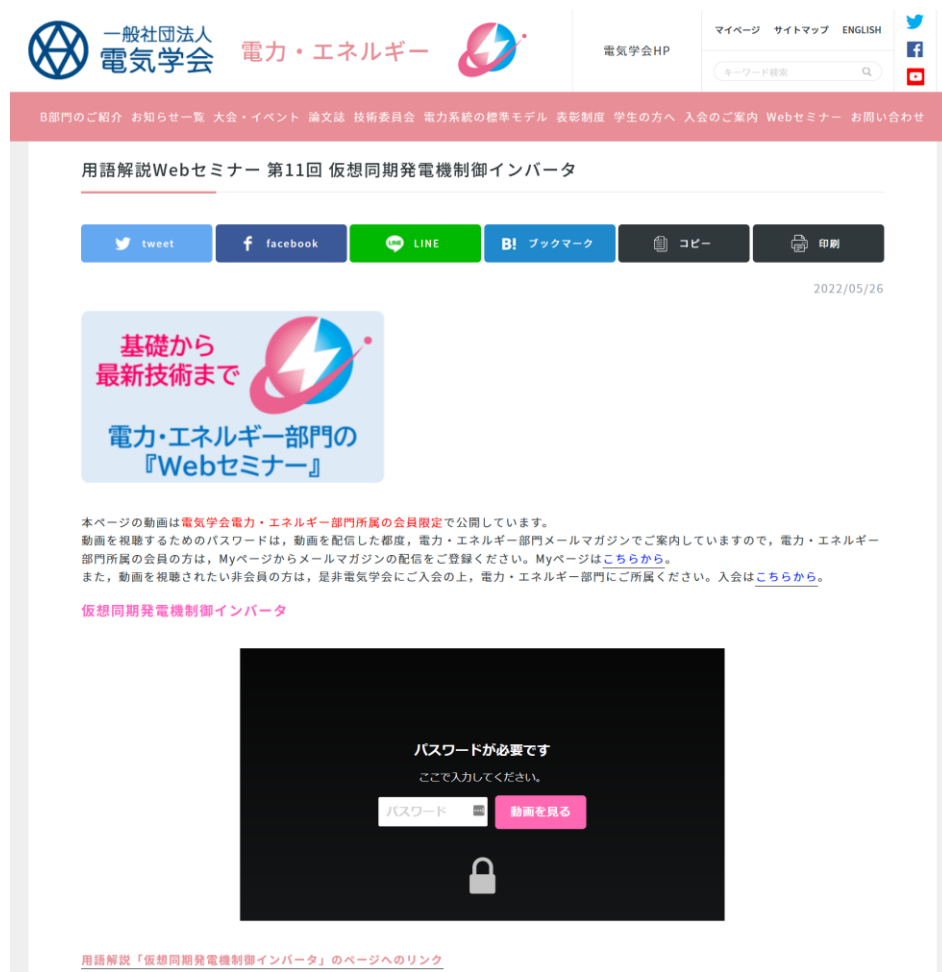 一般社団法人
電気学会
電力・エネルギー
電気学会HP
マイページ サイトマップ ENGLISH
キーワード検索
B部門のご紹介 お知らせ一覧 大会・イベント 論文誌 技術委員会 電力系統の標準モデル 表彰制度 学生の方へ 入会のご案内 Webセミナー お問い合わせ
用語解説Webセミナー 第11回 仮想同期発電機制御インバータ
tweet
facebook
LINE
B! ブックマーク
コピー
印刷
2022/05/26
基礎から
最新技術まで
電力・エネルギー部門の
『Webセミナー』
本ページの動画は電気学会電力・エネルギー部門所属の会員限定で公開しています。
動画を視聴するためのパスワードは，動画を配信した都度，電力・エネルギー部門メールマガジンでご案内していますので，電力・エネルギー
部門所属の会員の方は，Myページからメールマガジンの配信をご登録ください。Myページはこちらから。
また，動画を視聴されたい非会員の方は，是非電気学会にご入会の上，電力・エネルギー部門にご所属ください。入会はこちらから。
仮想同期発電機制御インバータ
パスワードが必要です
ここで入力してください。
パスワード
動画を見る
用語解説「仮想同期発電機制御インバータ」のページへのリンク